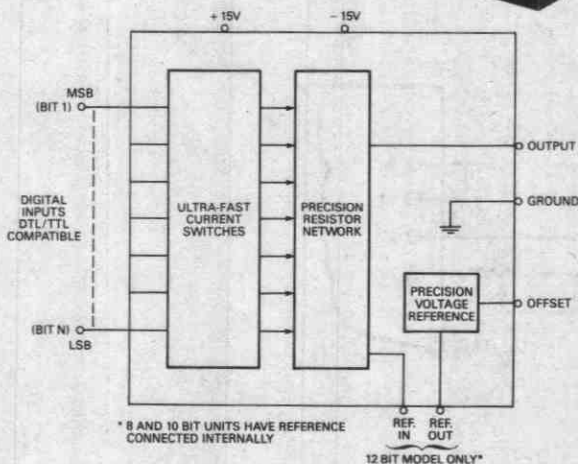 + 15V
− 15V
MSB
(BIT 1)
DIGITAL
INPUTS
DTL/TTL
COMPATIBLE
ULTRA-FAST
CURRENT
SWITCHES
PRECISION
RESISTOR
NETWORK
OUTPUT
GROUND
PRECISION
VOLTAGE
REFERENCE
OFFSET
(BIT N)
LSB
* 8 AND 10 BIT UNITS HAVE REFERENCE
CONNECTED INTERNALLY
REF. IN
REF. OUT
12 BIT MODEL ONLY*